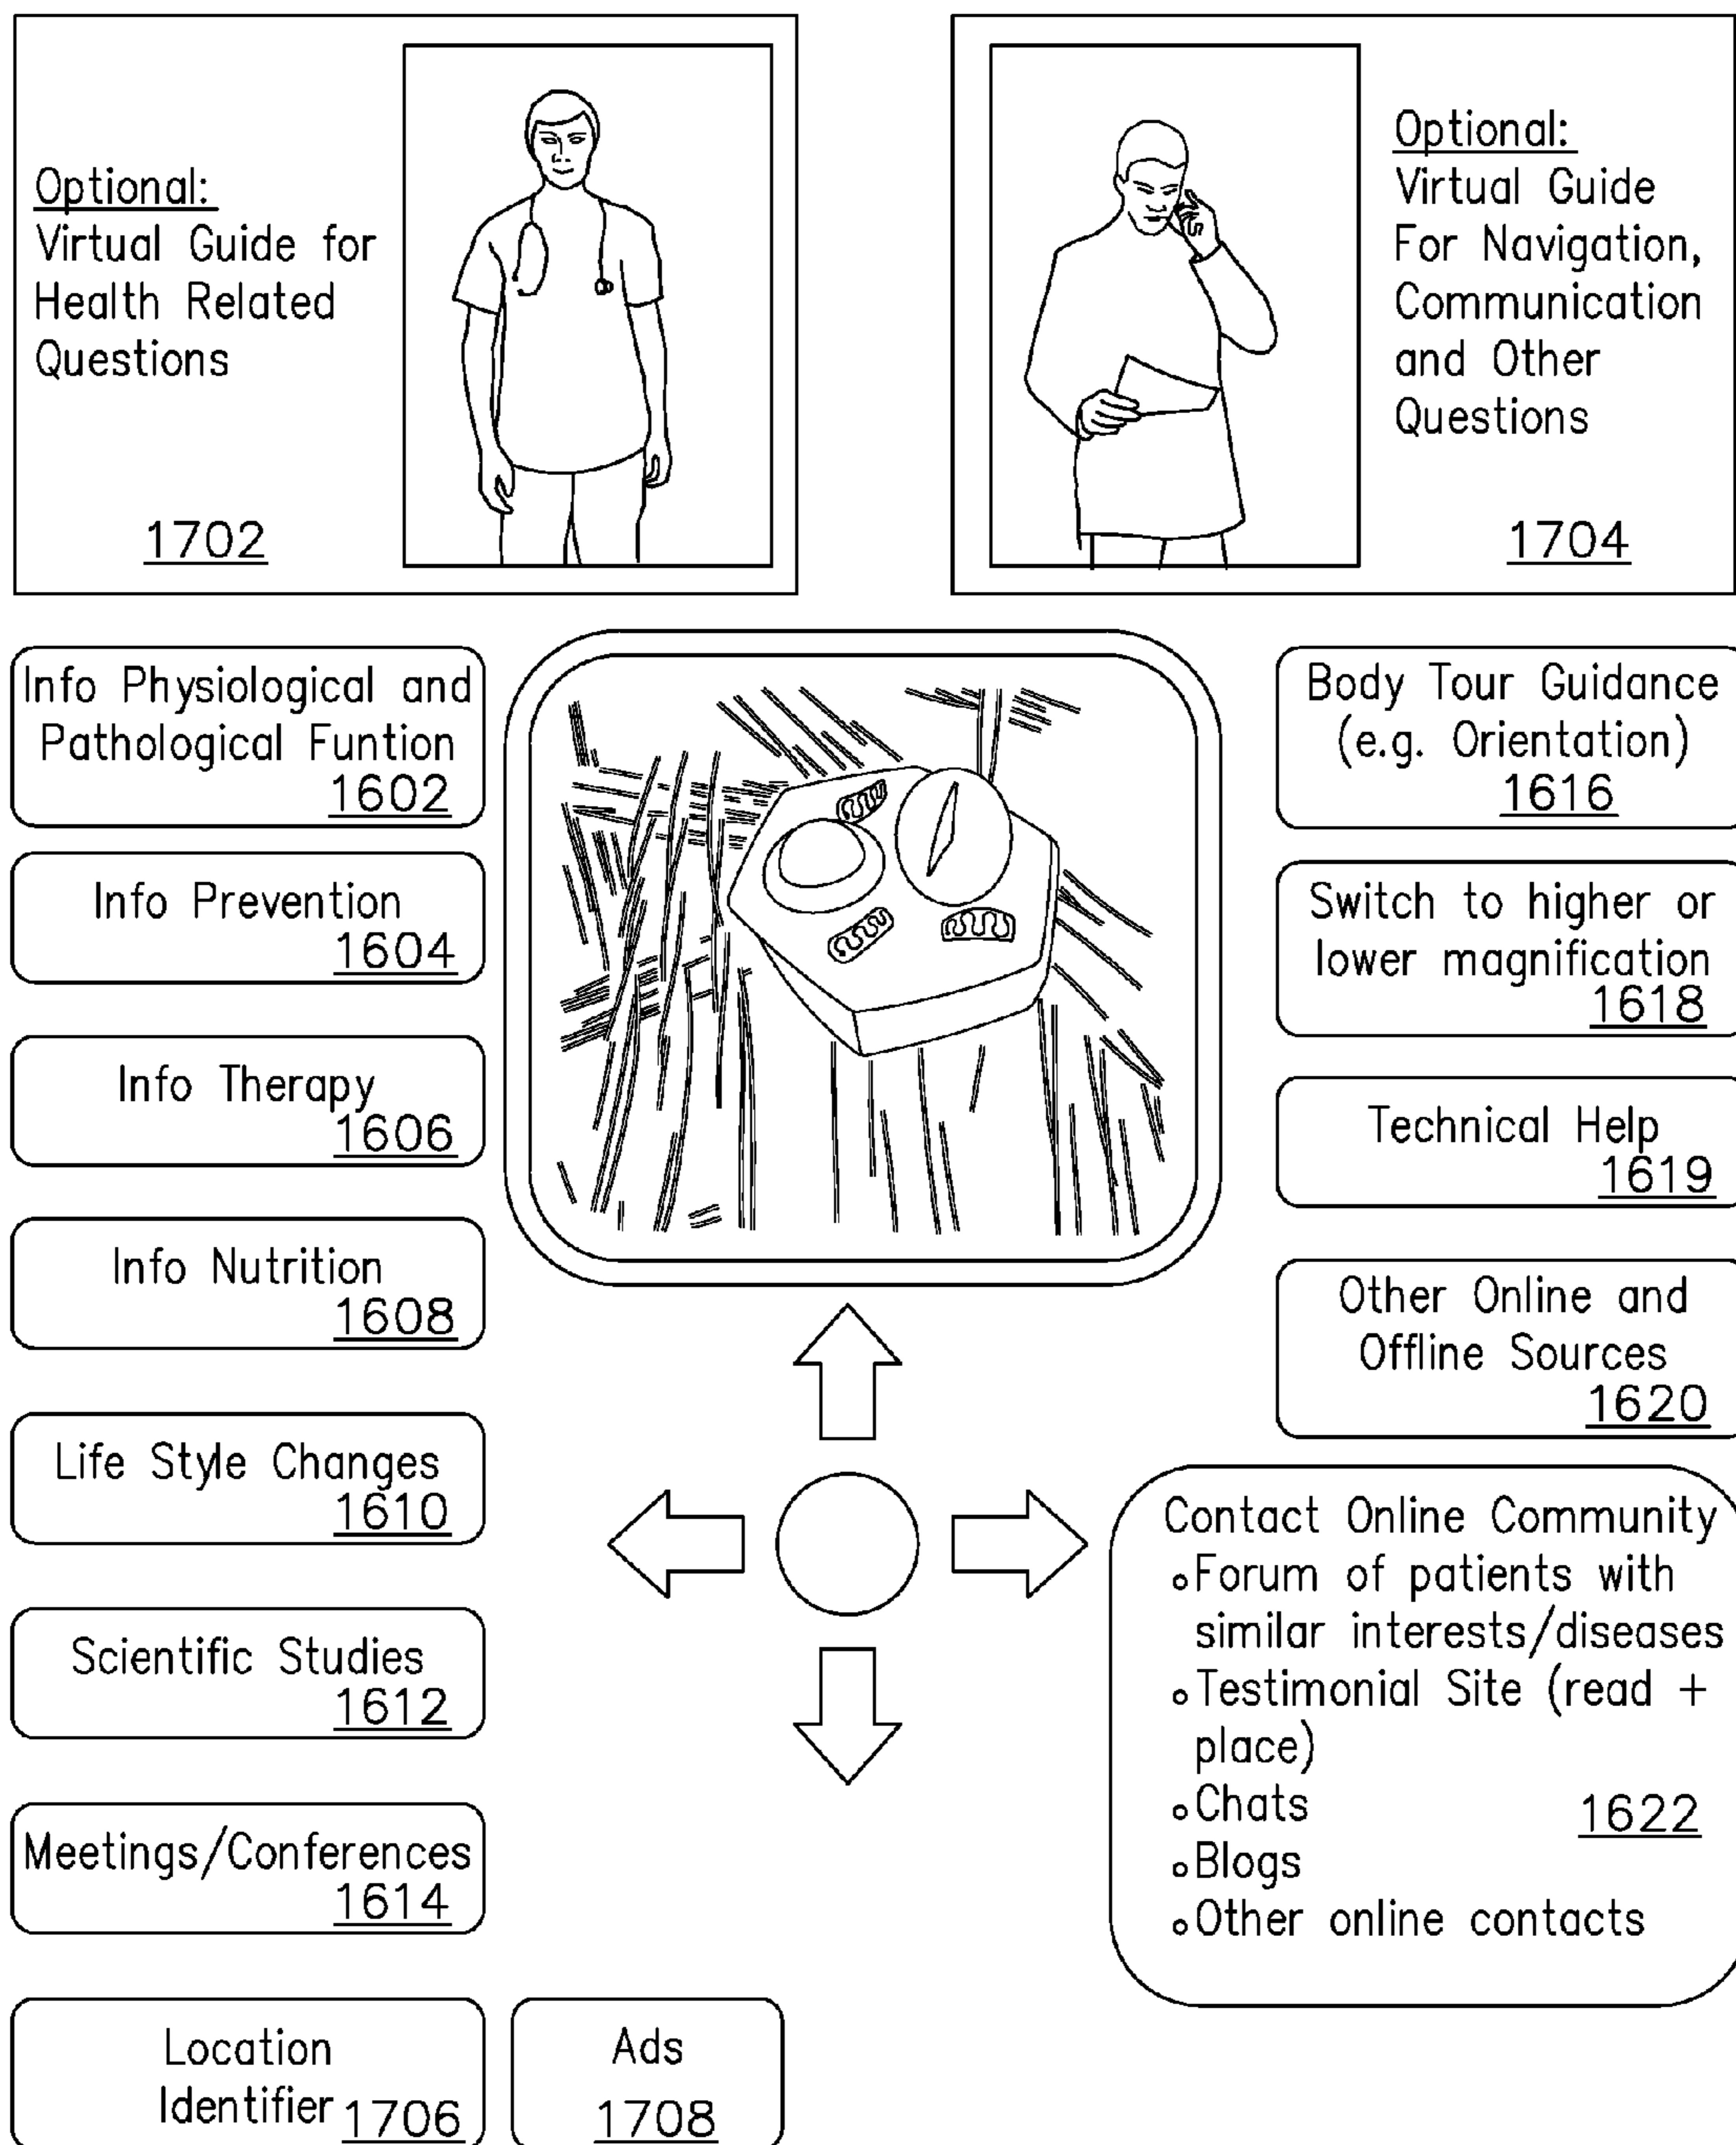 Optional:
Virtual Guide for
Health Related
Questions
1702
Optional:
Virtual Guide
For Navigation,
Communication
and Other
Questions
1704
Info Physiological and
Pathological Funtion
1602
Info Prevention
1604
Info Therapy
1606
Info Nutrition
1608
Life Style Changes
1610
Scientific Studies
1612
Meetings/Conferences
1614
Location
Identifier 1706
Ads
1708
Body Tour Guidance
(e.g. Orientation)
1616
Switch to higher or
lower magnification
1618
Technical Help
1619
Other Online and
Offline Sources
1620
Contact Online Community
∘Forum of patients with
similar interests/diseases
∘Testimonial Site (read +
place)
∘Chats
1622
∘Blogs
∘Other online contacts